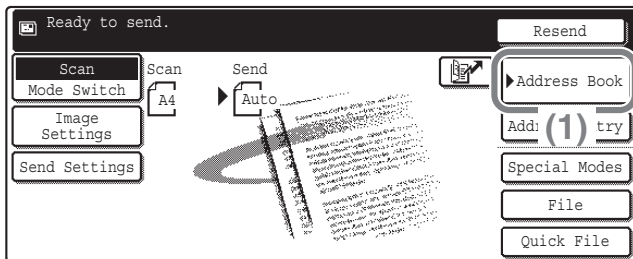 Ready to send.
Resend
Scan
Mode Switch
Scan
A4
Send
Auto
Address Book
Image
Settings
(1)
try
Send Settings
Special Modes
File
Quick File